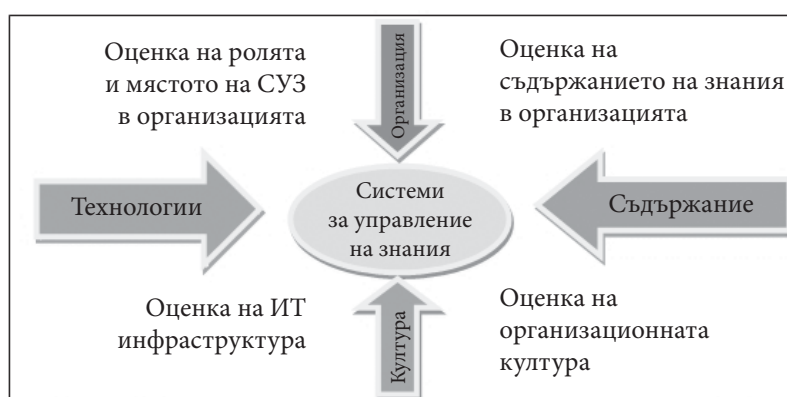 Оценка на ролята
и мястото на СУЗ
в организацията
Организация
Оценка на
съдържанието на знания
в организацията
Технологии
Системи
за управление
на знания
Съдържание
Оценка на ИТ
инфраструктура
Култура
Оценка на
организационната
култура